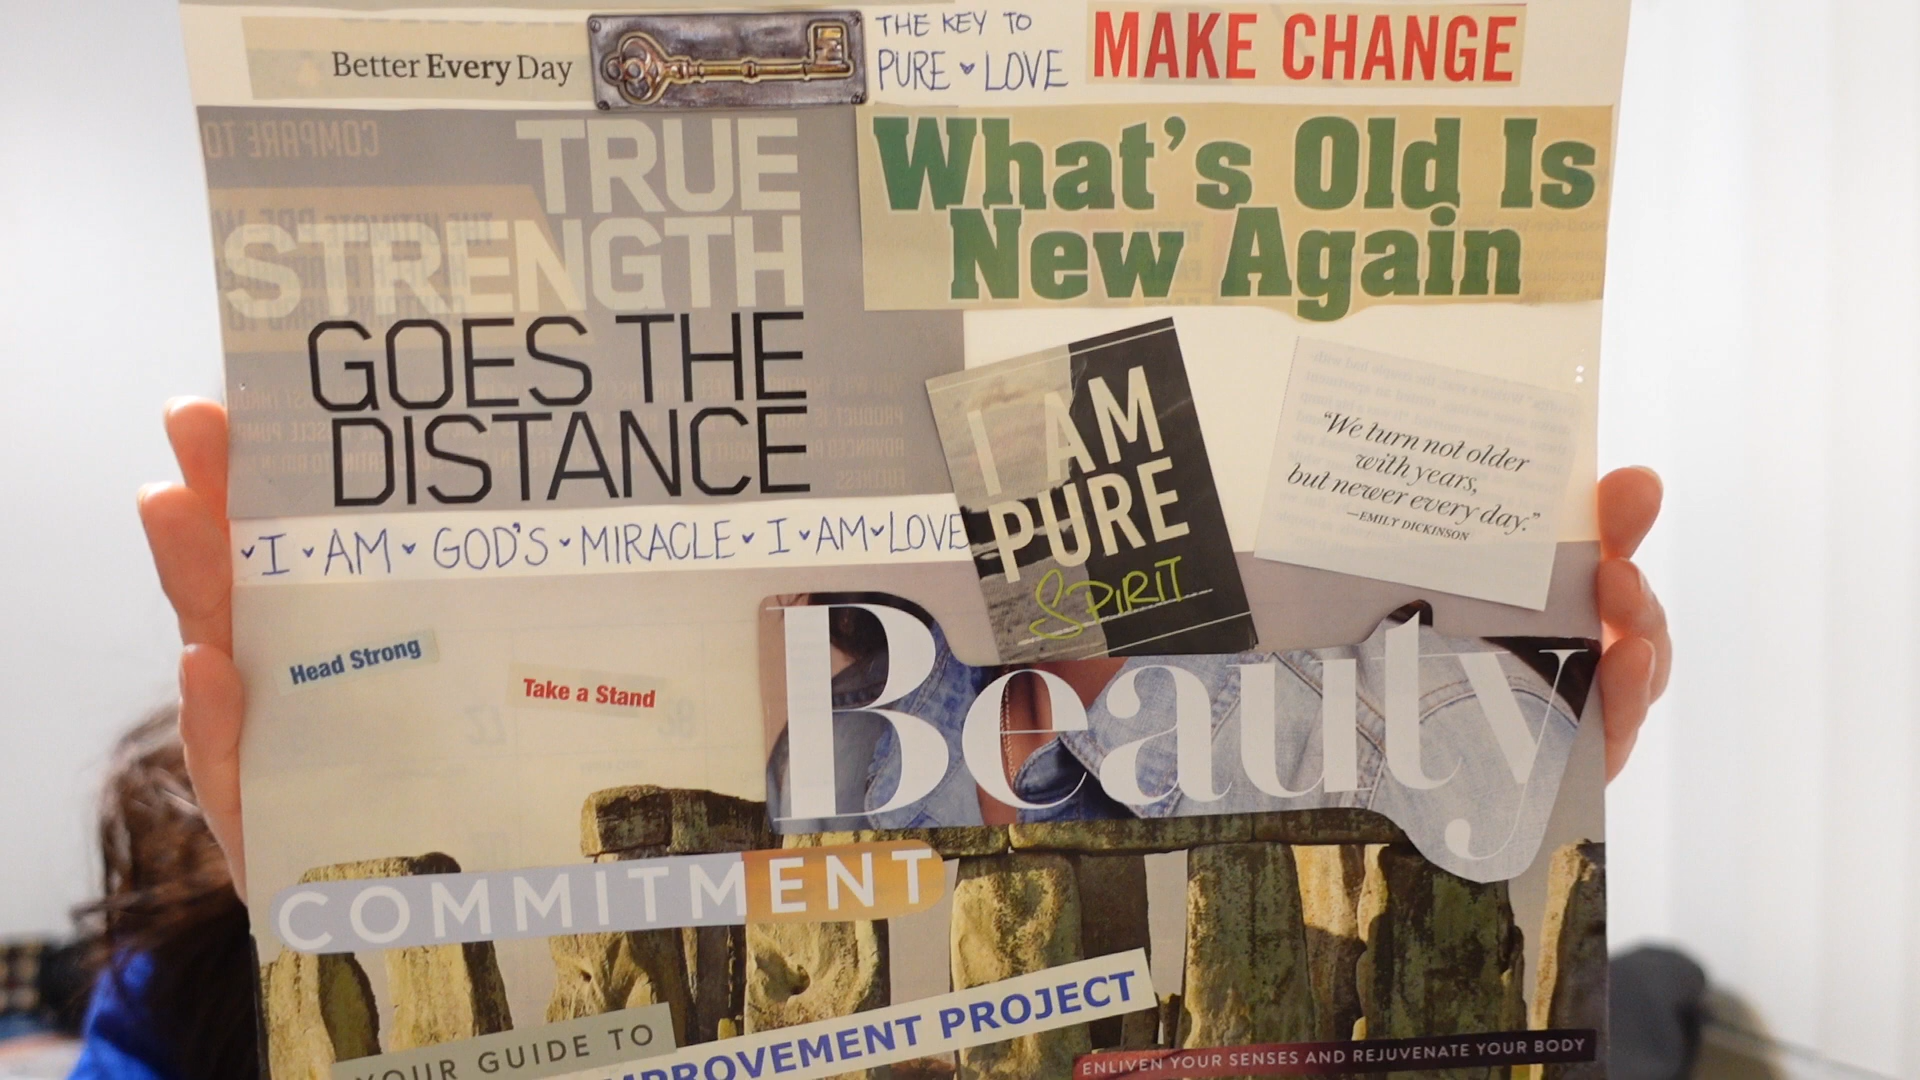 Better Every Day
THE KEY TO
PURE LOVE
MAKE CHANGE
TRUE
STRENGTH
GOES THE
DISTANCE
What's Old Is
New Again
COMPARE TO
I AM
PURE
SPIRIT
"We turn not older
with years,
but newer every day."
—EMILY DICKINSON
I AM GOD'S MIRACLE I AM LOVE
Head Strong
Take a Stand
Beauty
COMMITMENT
YOUR GUIDE TO
IMPROVEMENT PROJECT
ENLIVEN YOUR SENSES AND REJUVENATE YOUR BODY